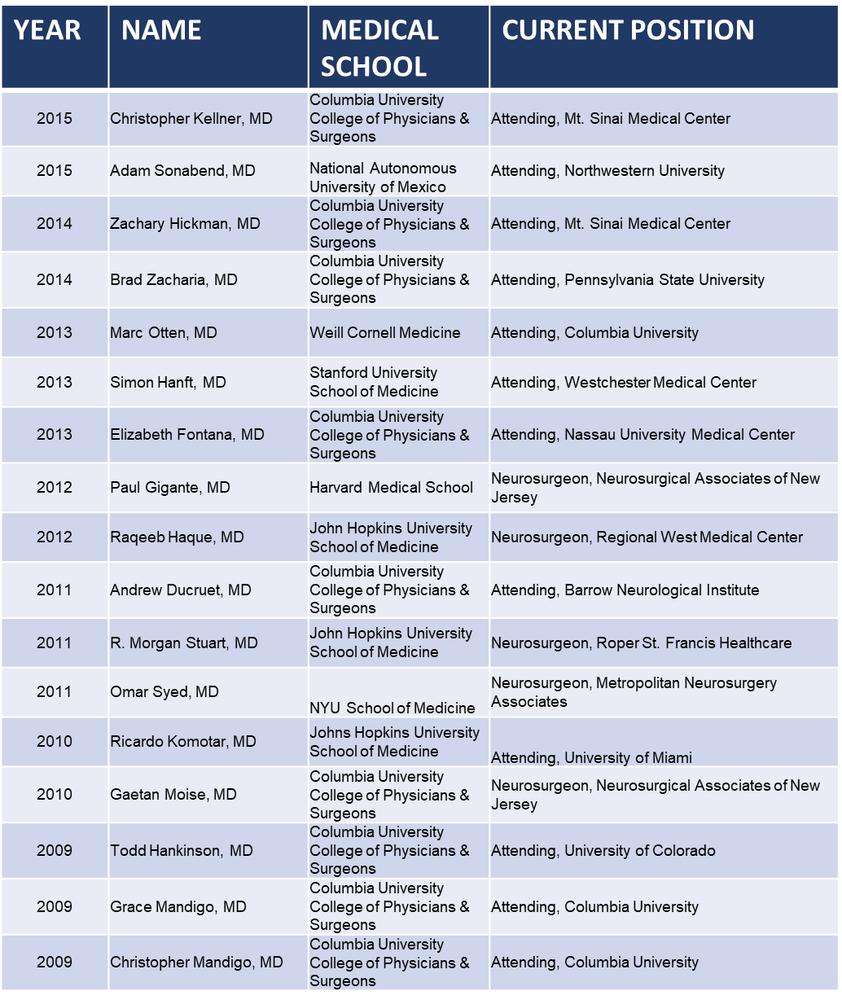 YEAR NAME MEDICAL SCHOOL CURRENT POSITION
2015 Christopher Kellner, MD Columbia University College of Physicians & Surgeons Attending, Mt. Sinai Medical Center
2015 Adam Sonabend, MD National Autonomous University of Mexico Attending, Northwestern University
2014 Zachary Hickman, MD Columbia University College of Physicians & Surgeons Attending, Mt. Sinai Medical Center
2014 Brad Zacharia, MD Columbia University College of Physicians & Surgeons Attending, Pennsylvania State University
2013 Marc Otten, MD Weill Cornell Medicine Attending, Columbia University
2013 Simon Hanft, MD Stanford University School of Medicine Attending, Westchester Medical Center
2013 Elizabeth Fontana, MD Columbia University College of Physicians & Surgeons Attending, Nassau University Medical Center
2012 Paul Gigante, MD Harvard Medical School Neurosurgeon, Neurosurgical Associates of New Jersey
2012 Raqeeb Haque, MD John Hopkins University School of Medicine Neurosurgeon, Regional West Medical Center
2011 Andrew Ducruet, MD Columbia University College of Physicians & Surgeons Attending, Barrow Neurological Institute
2011 R. Morgan Stuart, MD John Hopkins University School of Medicine Neurosurgeon, Roper St. Francis Healthcare
2011 Omar Syed, MD NYU School of Medicine Neurosurgeon, Metropolitan Neurosurgery Associates
2010 Ricardo Komotar, MD Johns Hopkins University School of Medicine Attending, University of Miami
2010 Gaetan Moise, MD Columbia University College of Physicians & Surgeons Neurosurgeon, Neurosurgical Associates of New Jersey
2009 Todd Hankinson, MD Columbia University College of Physicians & Surgeons Attending, University of Colorado
2009 Grace Mandigo, MD Columbia University College of Physicians & Surgeons Attending, Columbia University
2009 Christopher Mandigo, MD Columbia University College of Physicians & Surgeons Attending, Columbia University